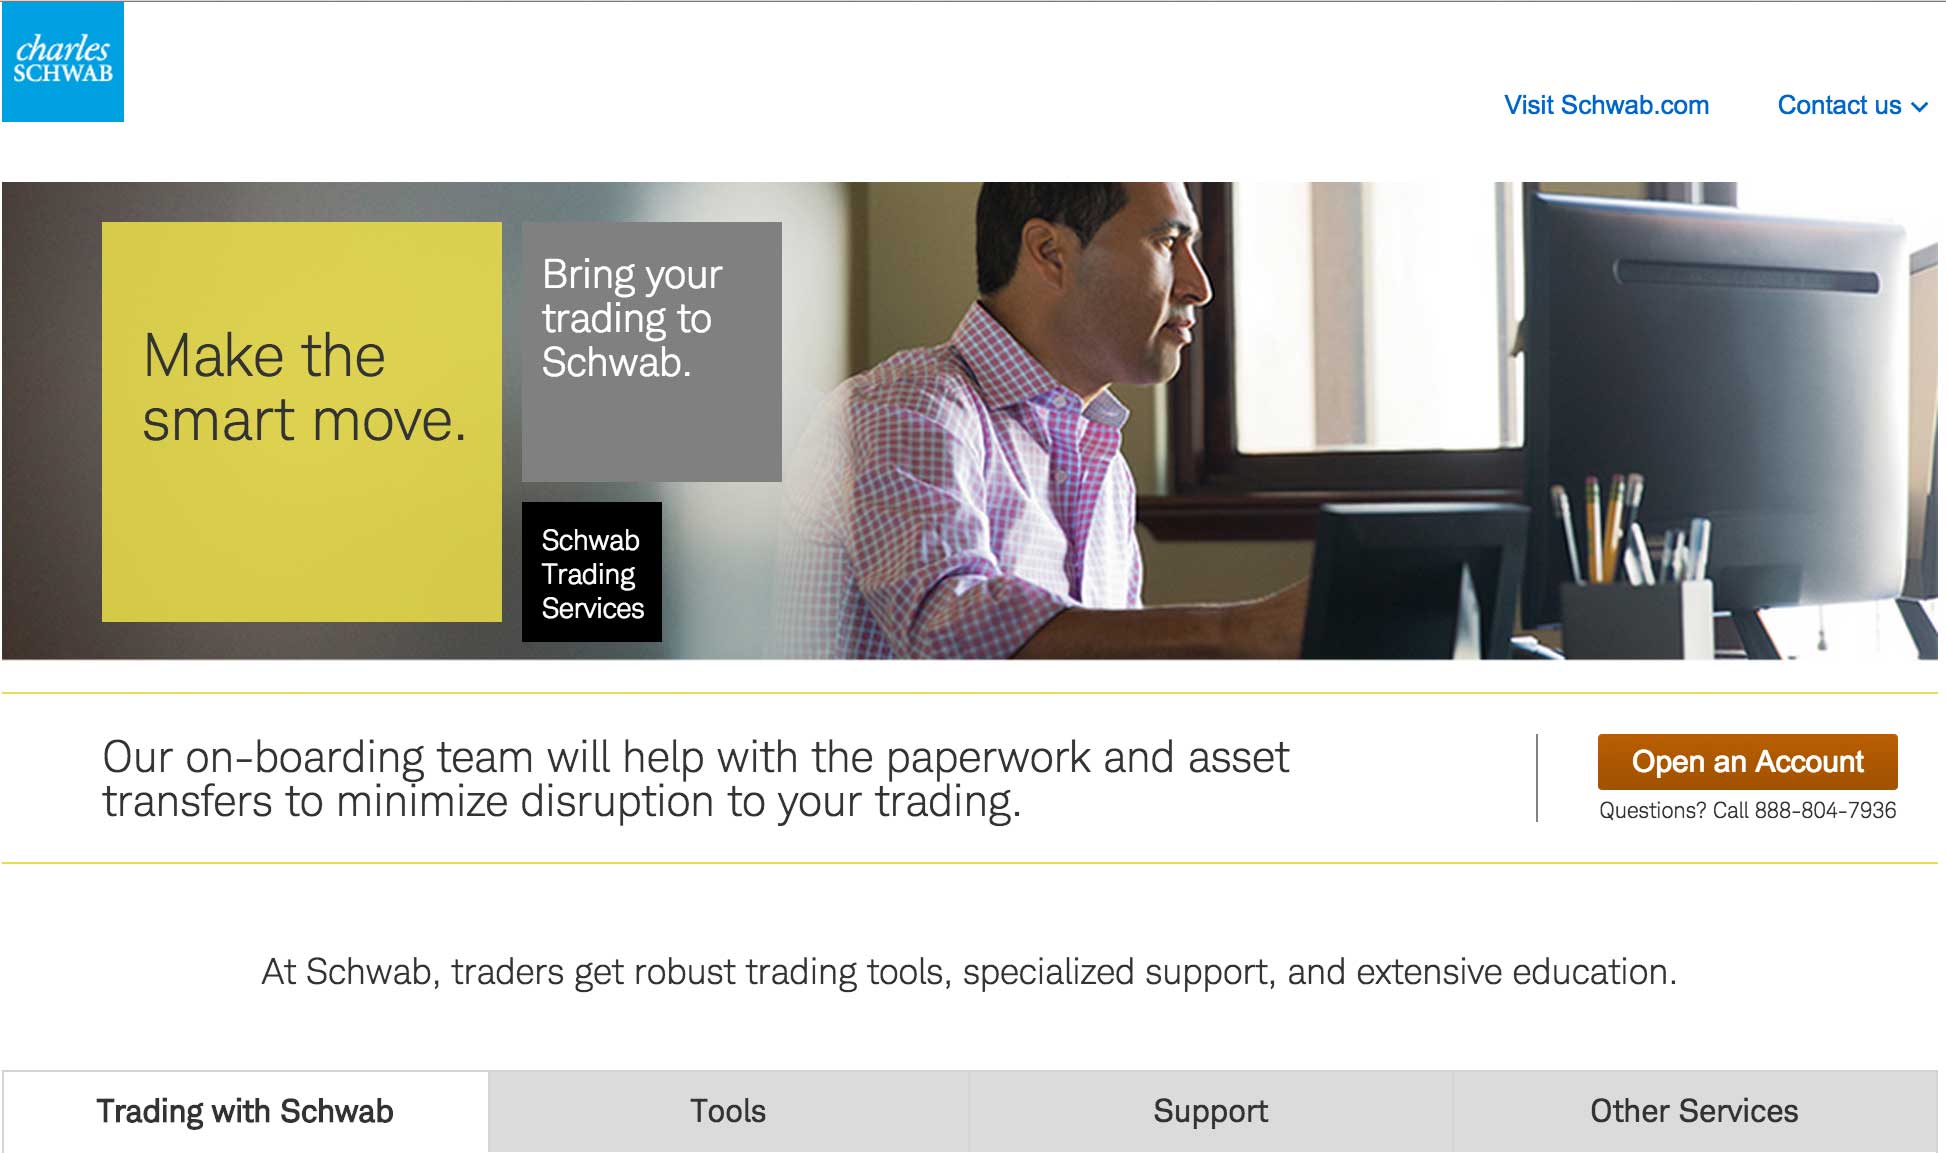 charles
SCHWAB
Visit Schwab.com
Contact us
Make the
smart move.
Bring your
trading to
Schwab.
Schwab
Trading
Services
Our on-boarding team will help with the paperwork and asset
transfers to minimize disruption to your trading.
Open an Account
Questions? Call 888-804-7936
At Schwab, traders get robust trading tools, specialized support, and extensive education.
Trading with Schwab
Tools
Support
Other Services